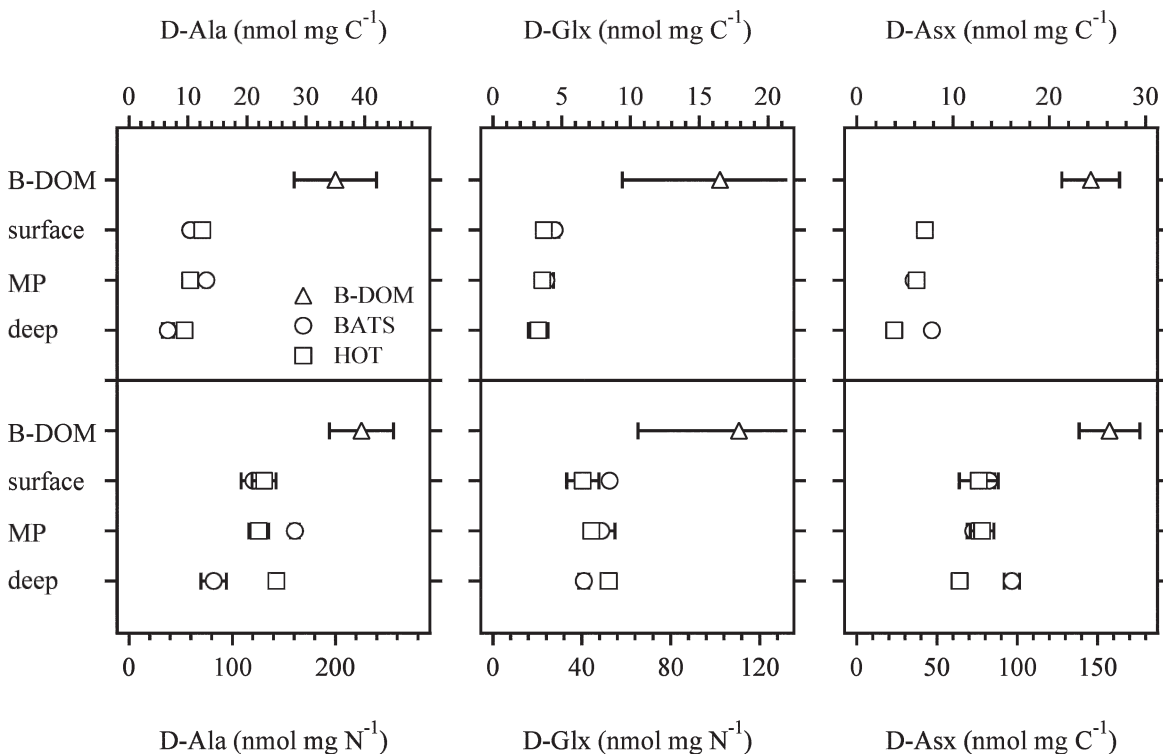 D-Ala (nmol mg C⁻¹) D-Glx (nmol mg C⁻¹) D-Asx (nmol mg C⁻¹)
0 10 20 30 40 0 5 10 15 20 0 10 20 30
B-DOM
surface
MP
deep
B-DOM
BATS
HOT
B-DOM
surface
MP
deep
0 100 200 0 40 80 120 0 50 100 150
D-Ala (nmol mg N⁻¹) D-Glx (nmol mg N⁻¹) D-Asx (nmol mg C⁻¹)